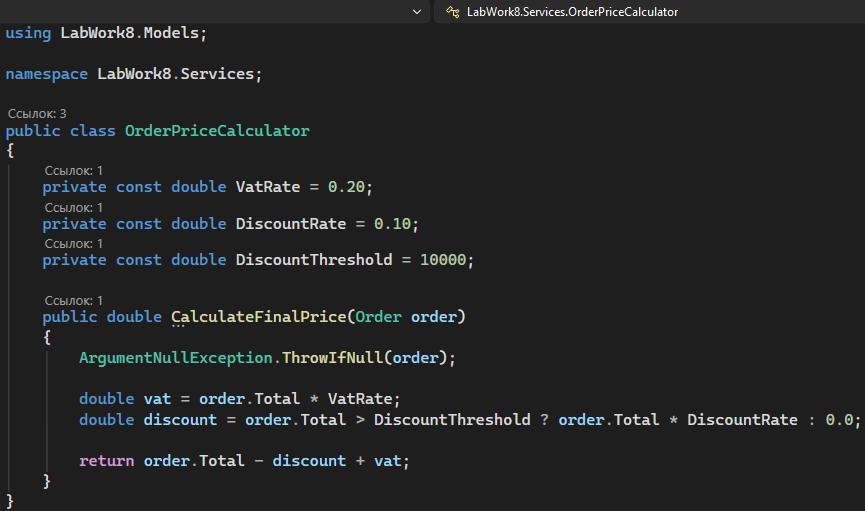 LabWork8.Services.OrderPriceCalculator
using LabWork8.Models;
namespace LabWork8.Services;
Ссылок: 3
public class OrderPriceCalculator
{
Ссылок: 1
private const double VatRate = 0.20;
Ссылок: 1
private const double DiscountRate = 0.10;
Ссылок: 1
private const double DiscountThreshold = 10000;
Ссылок: 1
public double CalculateFinalPrice(Order order)
{
ArgumentNullException.ThrowIfNull(order);
double vat = order.Total * VatRate;
double discount = order.Total > DiscountThreshold ? order.Total * DiscountRate : 0.0;
return order.Total - discount + vat;
}
}